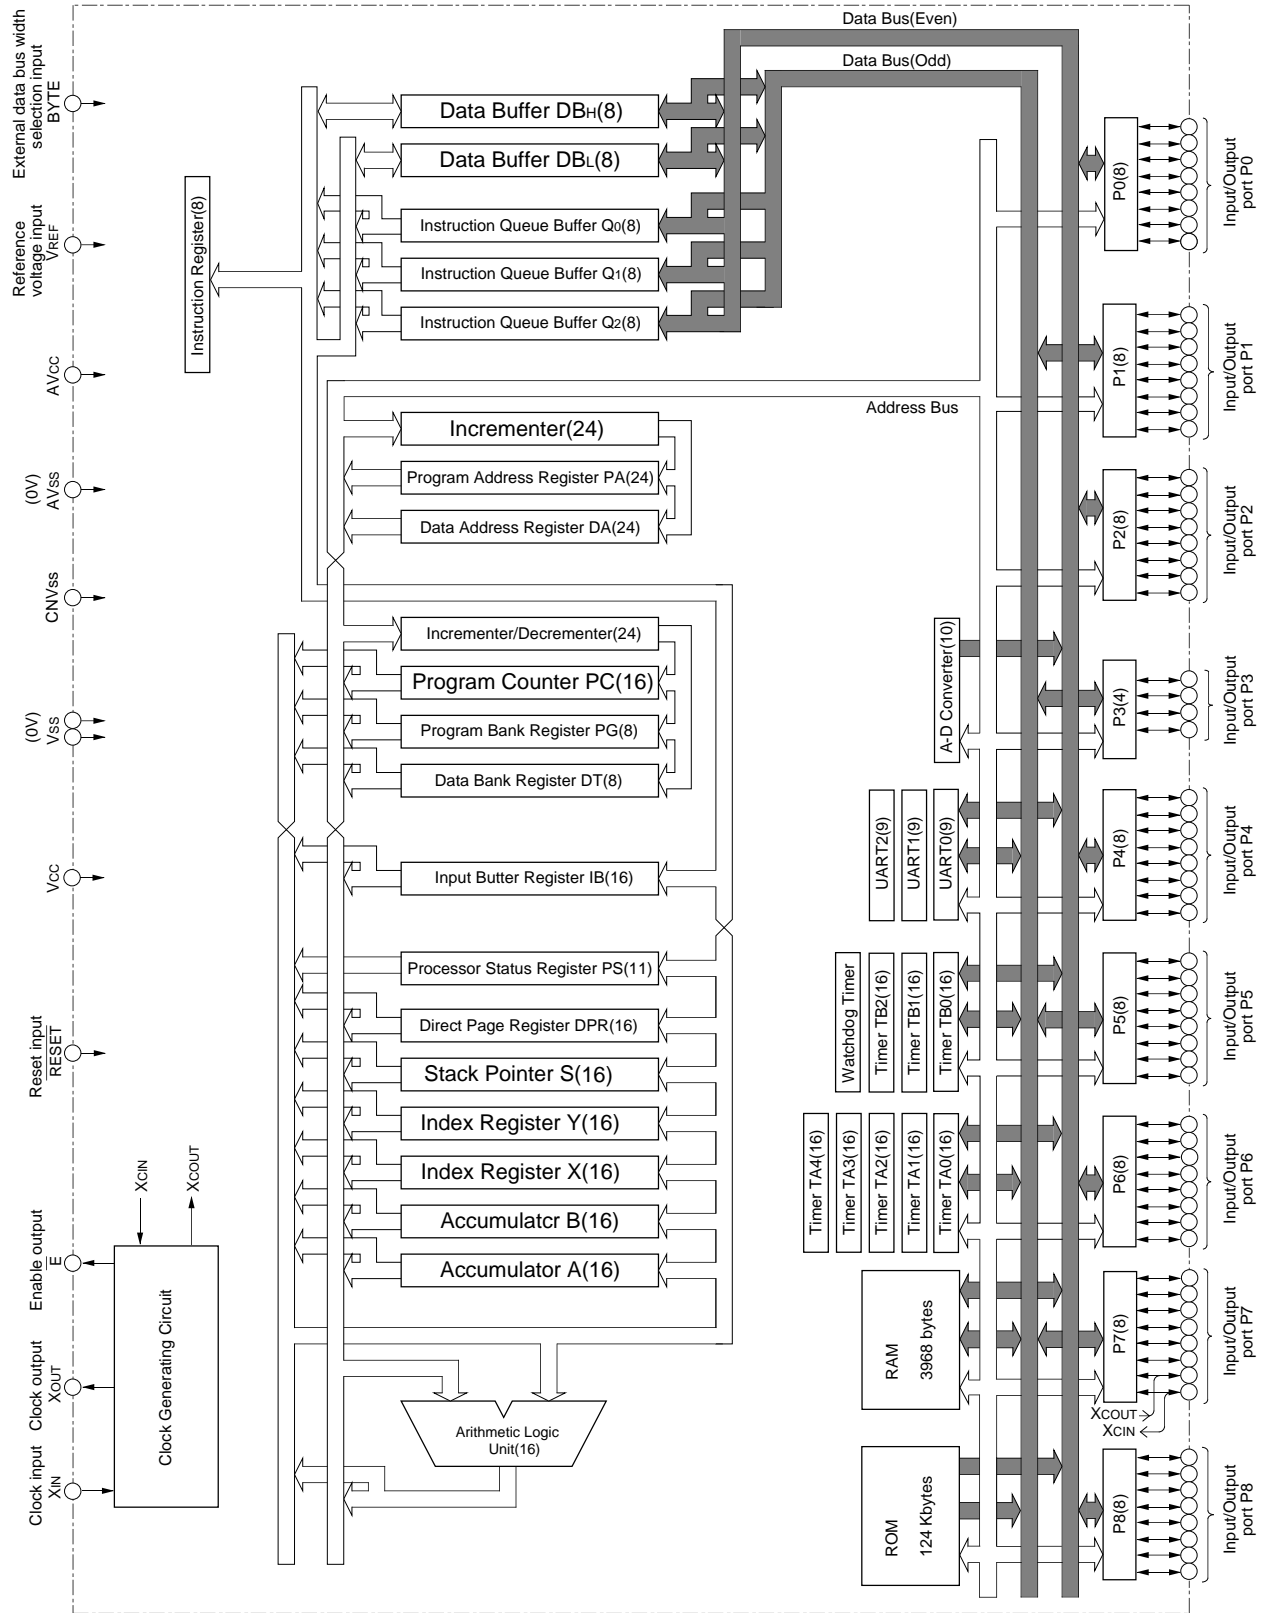 Data Bus(Even)
Data Bus(Odd)
External data bus width
selection input
BYTE
Reference
voltage input
VREF
AVcc
(0V)
AVss
CNVss
(0V)
Vss
Vcc
Reset input
RESET
Enable output
E
Clock output
XOUT
Clock input
XIN
XCIN
XCOUT
Clock Generating Circuit
Instruction Register(8)
Data Buffer DBH(8)
Data Buffer DBL(8)
Instruction Queue Buffer Q0(8)
Instruction Queue Buffer Q1(8)
Instruction Queue Buffer Q2(8)
Address Bus
Incrementer(24)
Program Address Register PA(24)
Data Address Register DA(24)
Incrementer/Decrementer(24)
Program Counter PC(16)
Program Bank Register PG(8)
Data Bank Register DT(8)
Input Butter Register IB(16)
Processor Status Register PS(11)
Direct Page Register DPR(16)
Stack Pointer S(16)
Index Register Y(16)
Index Register X(16)
Accumulatcr B(16)
Accumulator A(16)
Arithmetic Logic
Unit(16)
A-D Converter(10)
UART2(9)
UART1(9)
UART0(9)
Watchdog Timer
Timer TB2(16)
Timer TB1(16)
Timer TB0(16)
Timer TA4(16)
Timer TA3(16)
Timer TA2(16)
Timer TA1(16)
Timer TA0(16)
RAM
3968 bytes
ROM
124 Kbytes
P0(8)
Input/Output
port P0
P1(8)
Input/Output
port P1
P2(8)
Input/Output
port P2
P3(4)
Input/Output
port P3
P4(8)
Input/Output
port P4
P5(8)
Input/Output
port P5
P6(8)
Input/Output
port P6
P7(8)
Input/Output
port P7
XCOUT
XCIN
P8(8)
Input/Output
port P8